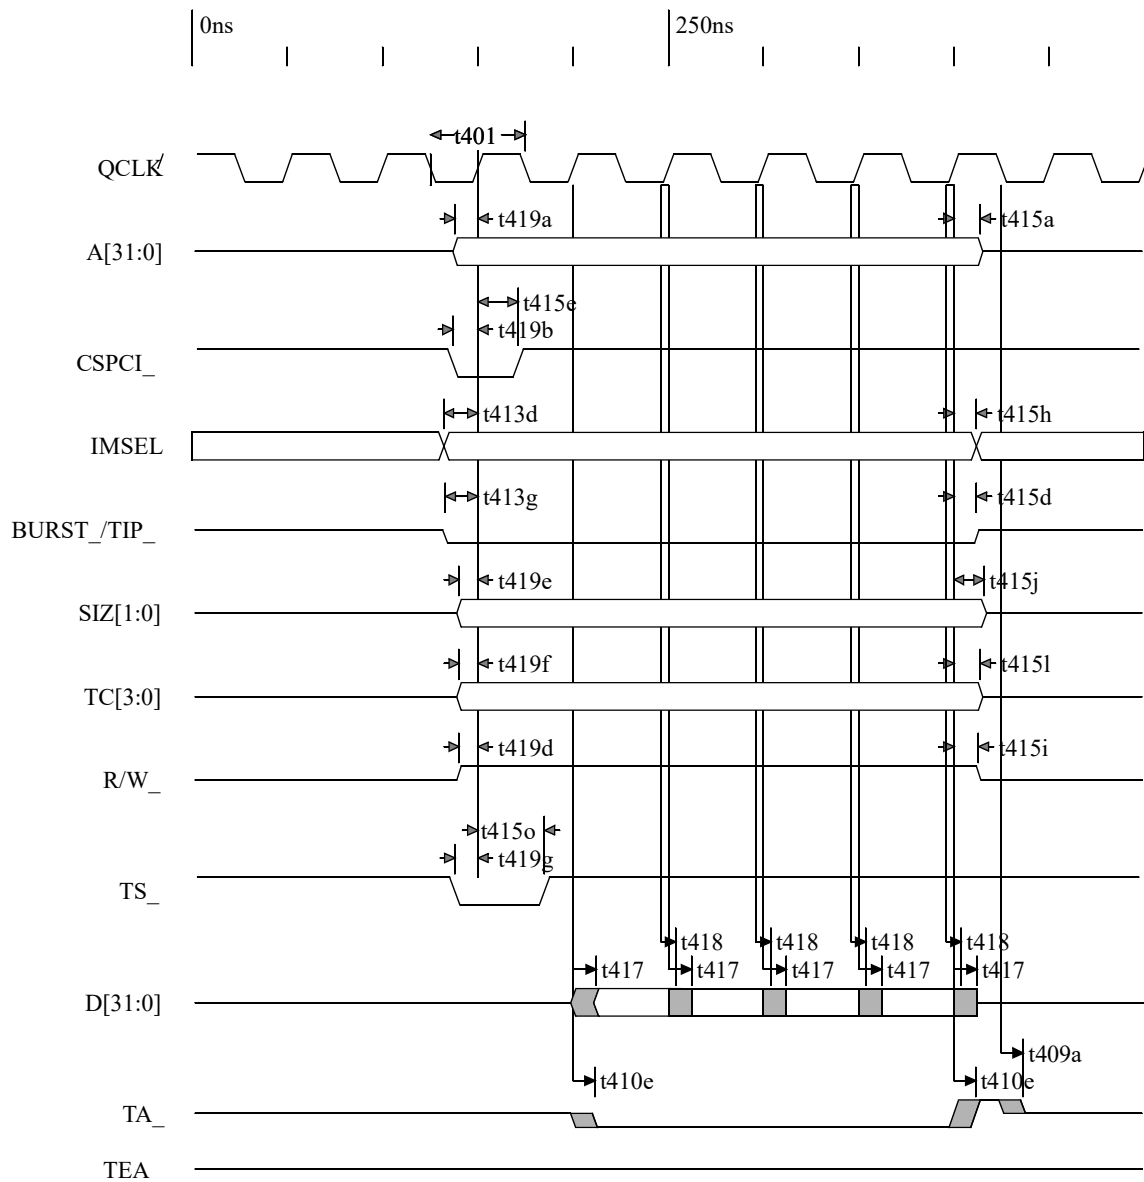 0ns 250ns
t401
QCLK/
t419a t415a
A[31:0]
t415e
t419b
CSPCI_
t413d t415h
IMSEL
t413g t415d
BURST_/TIP_
t419e t415j
SIZ[1:0]
t419f t415l
TC[3:0]
t419d t415i
R/W_
t415o
t419g
TS_
t418 t418 t418 t418
t417 t417 t417 t417 t417
D[31:0]
t409a
t410e t410e
TA_
TEA